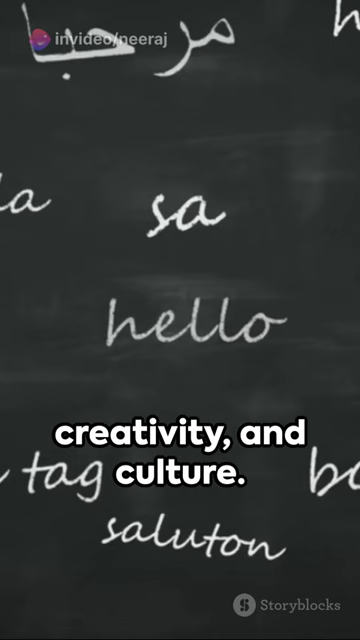 مرحبا
invideo/neeraj
sa
hello
creativity, and
tag culture.
saluton
Storyblocks